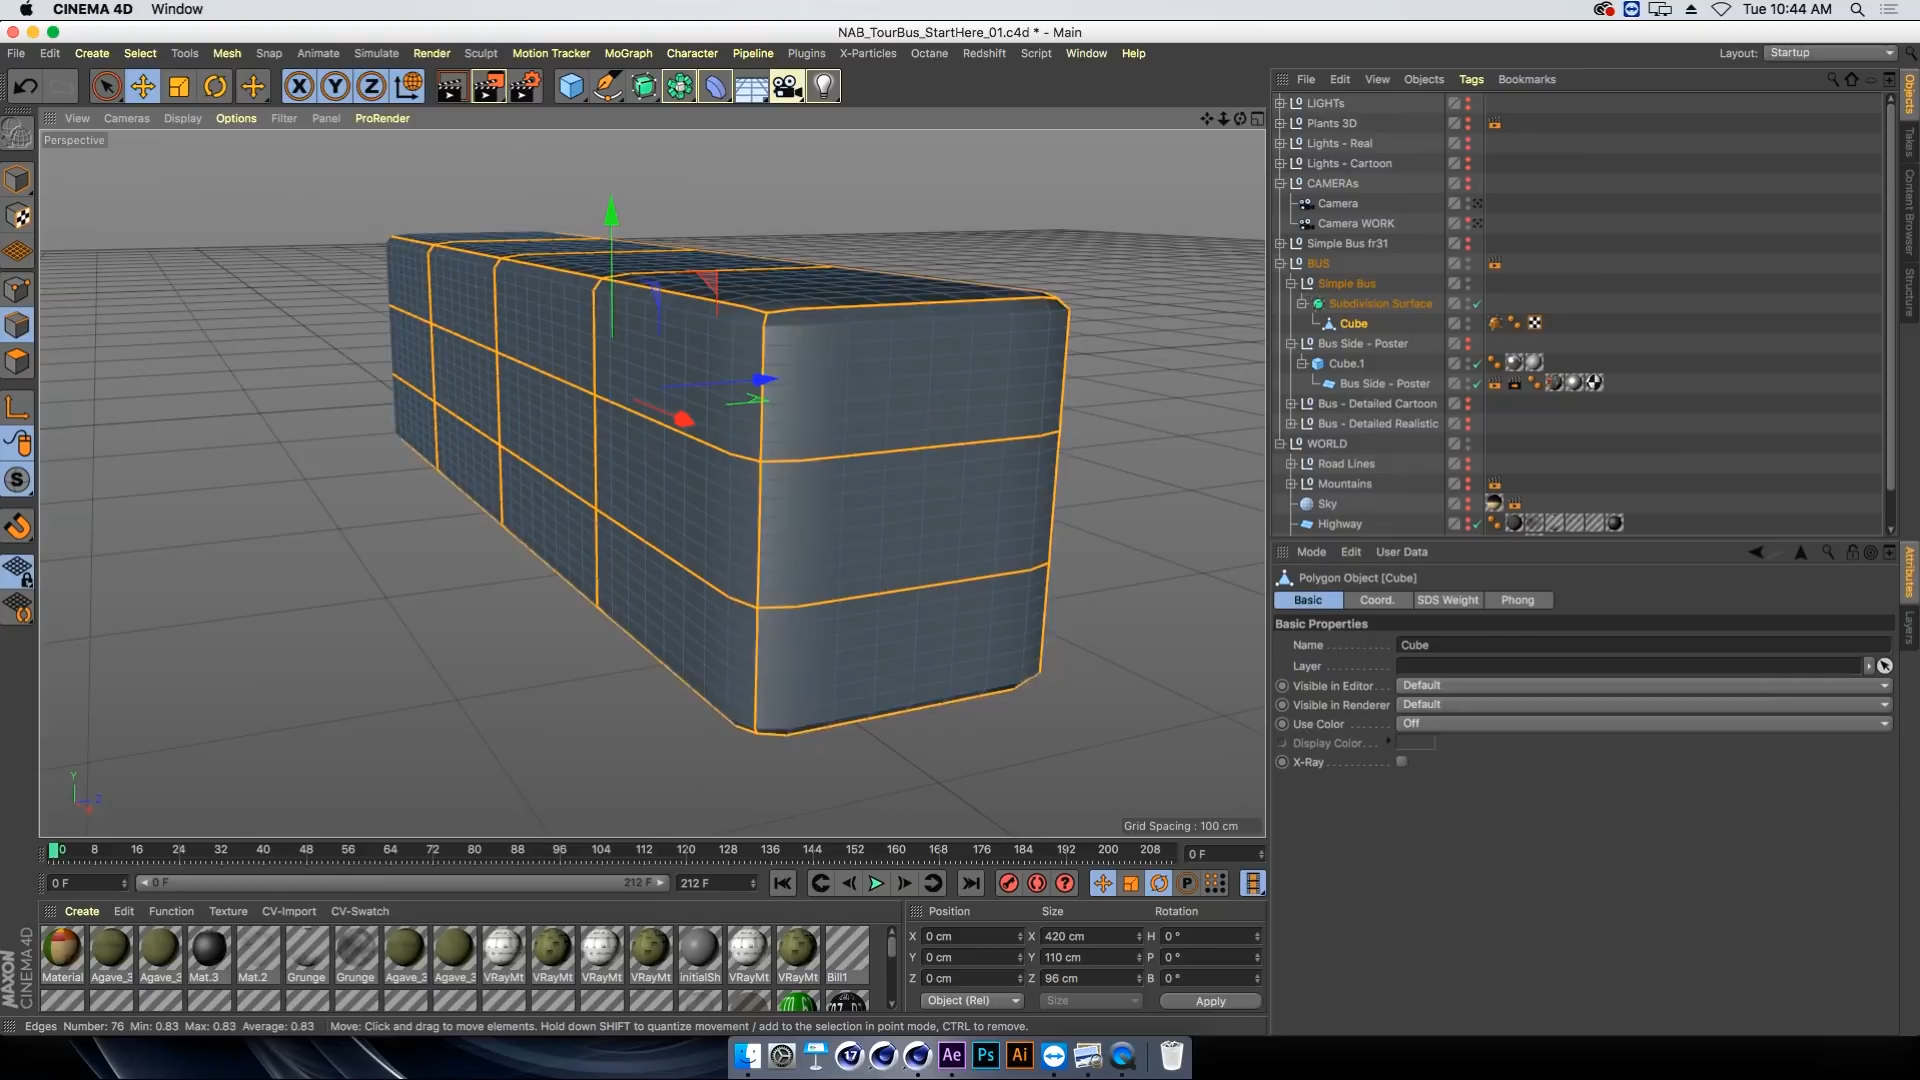 CINEMA 4D Window Tue 10:44 AM
NAB_TourBus_StartHere_01.c4d * - Main
File Edit Create Select Tools Mesh Snap Animate Simulate Render Sculpt Motion Tracker MoGraph Character Pipeline Plugins X-Particles Octane Redshift Script Window Help Layout: Startup
X Y Z
File Edit View Objects Tags Bookmarks
View Cameras Display Options Filter Panel ProRender
Perspective
LIGHTs
Plants 3D
Lights - Real
Lights - Cartoon
CAMERAs
Camera
Camera WORK
Simple Bus fr31
BUS
Simple Bus
Subdivision Surface
Cube
Bus Side - Poster
Cube.1
Bus Side - Poster
Bus - Detailed Cartoon
Bus - Detailed Realistic
WORLD
Road Lines
Mountains
Sky
Highway
Objects
Takes
Content Browser
Structure
Mode Edit User Data
Polygon Object [Cube]
Basic Coord. SDS Weight Phong
Basic Properties
Name Cube
Layer
Visible in Editor Default
Visible in Renderer Default
Use Color Off
Display Color
X-Ray
Attributes
Layers
Y
Z
Grid Spacing : 100 cm
0 8 16 24 32 40 48 56 64 72 80 88 96 104 112 120 128 136 144 152 160 168 176 184 192 200 208 0 F
0 F 0 F 212 F 212 F
Create Edit Function Texture CV-Import CV-Swatch
Material Agave_3 Agave_3 Mat.3 Mat.2 Grunge Grunge Agave_3 Agave_3 VRayMt VRayMt VRayMt VRayMt initialSh VRayMt VRayMt Bill1
Position Size Rotation
X 0 cm X 420 cm H 0 °
Y 0 cm Y 110 cm P 0 °
Z 0 cm Z 96 cm B 0 °
Object (Rel) Size Apply
MAXON CINEMA 4D
Edges Number: 76 Min: 0.83 Max: 0.83 Average: 0.83 Move: Click and drag to move elements. Hold down SHIFT to quantize movement / add to the selection in point mode, CTRL to remove.
17 Ae Ps Ai